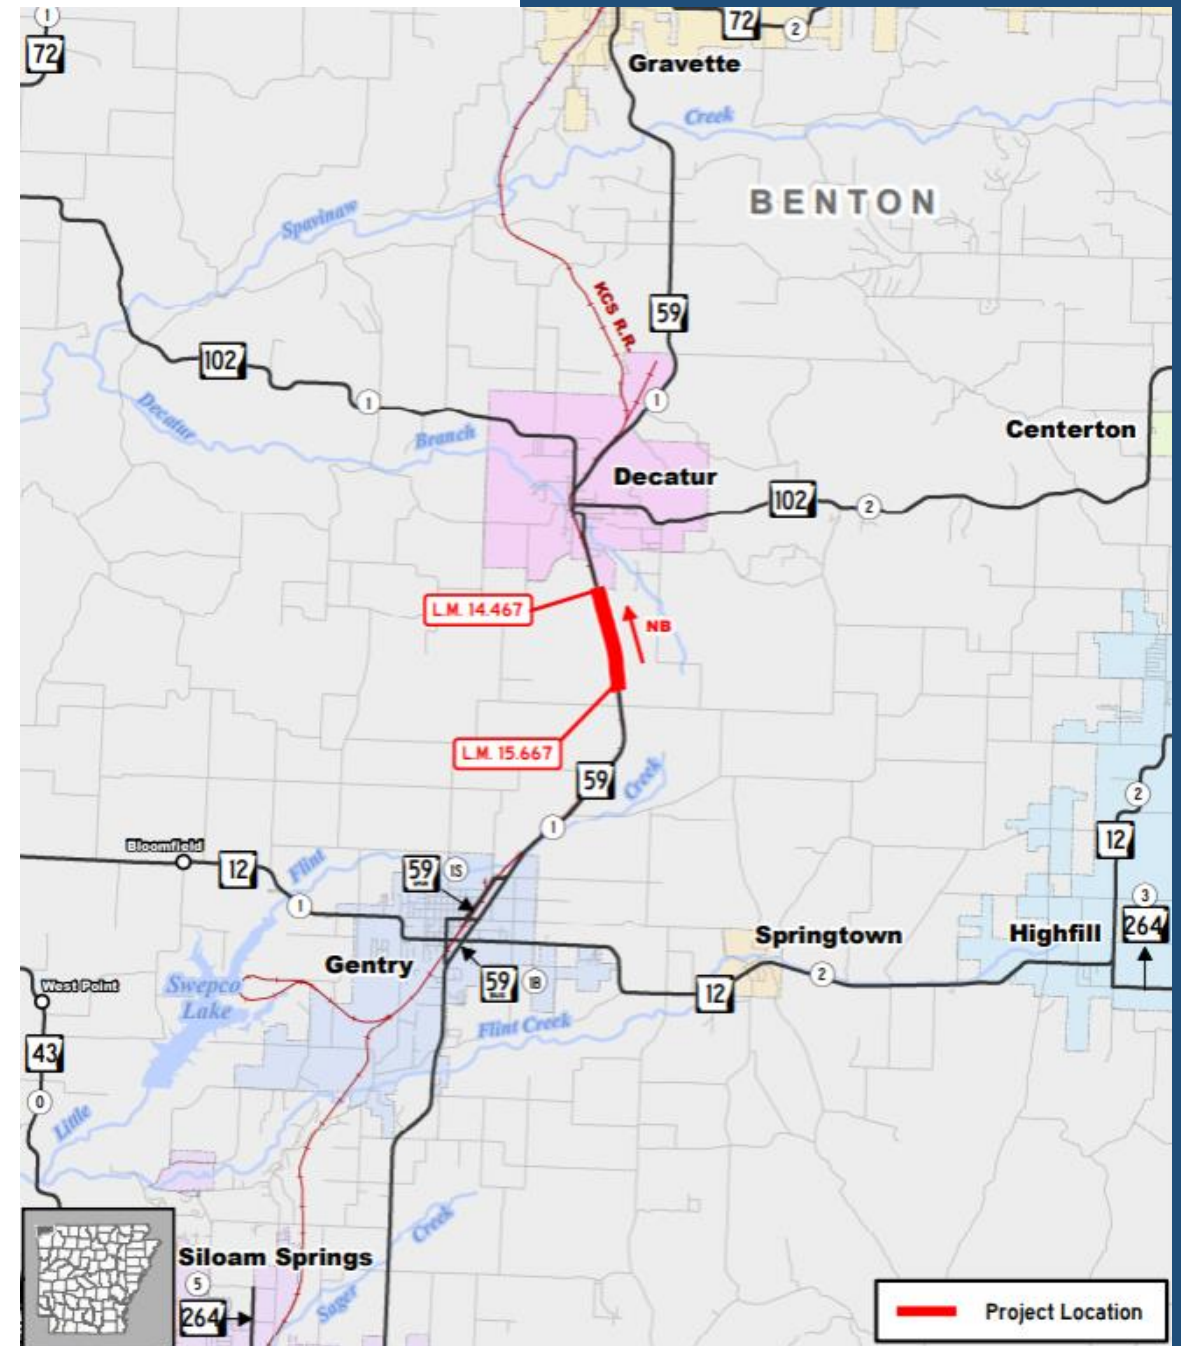 1
72
72
2
Gravette
Creek
BENTON
Spavinaw
KCS R.R.
59
102
1
1
Decatur
Branch
Centerton
Decatur
102
2
L.M. 14.467
NB
L.M. 15.667
59
Creek
2
1
12
Bloomfield
12
Flint
59
1S
1
3
264
Springtown
Highfill
Gentry
59
1B
2
12
West Point
Swepco
Lake
Flint Creek
43
0
Little
Creek
Siloam Springs
5
264
Sager
Project Location